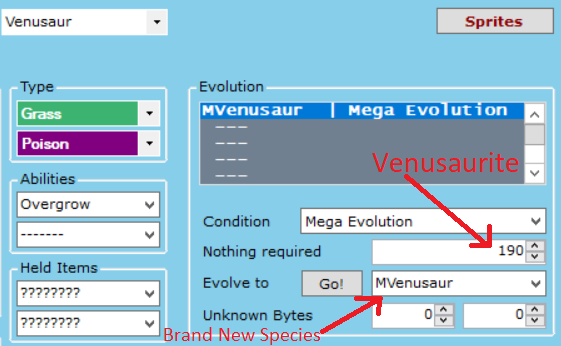 Venusaur
Sprites
Type
Grass
Poison
Abilities
Overgrow
-------
Held Items
????????
????????
Evolution
MVenusaur | Mega Evolution
---
---
---
---
Venusaurite
Condition Mega Evolution
Nothing required 190
Evolve to Go! MVenusaur
Unknown Bytes 0 0
Brand New Species